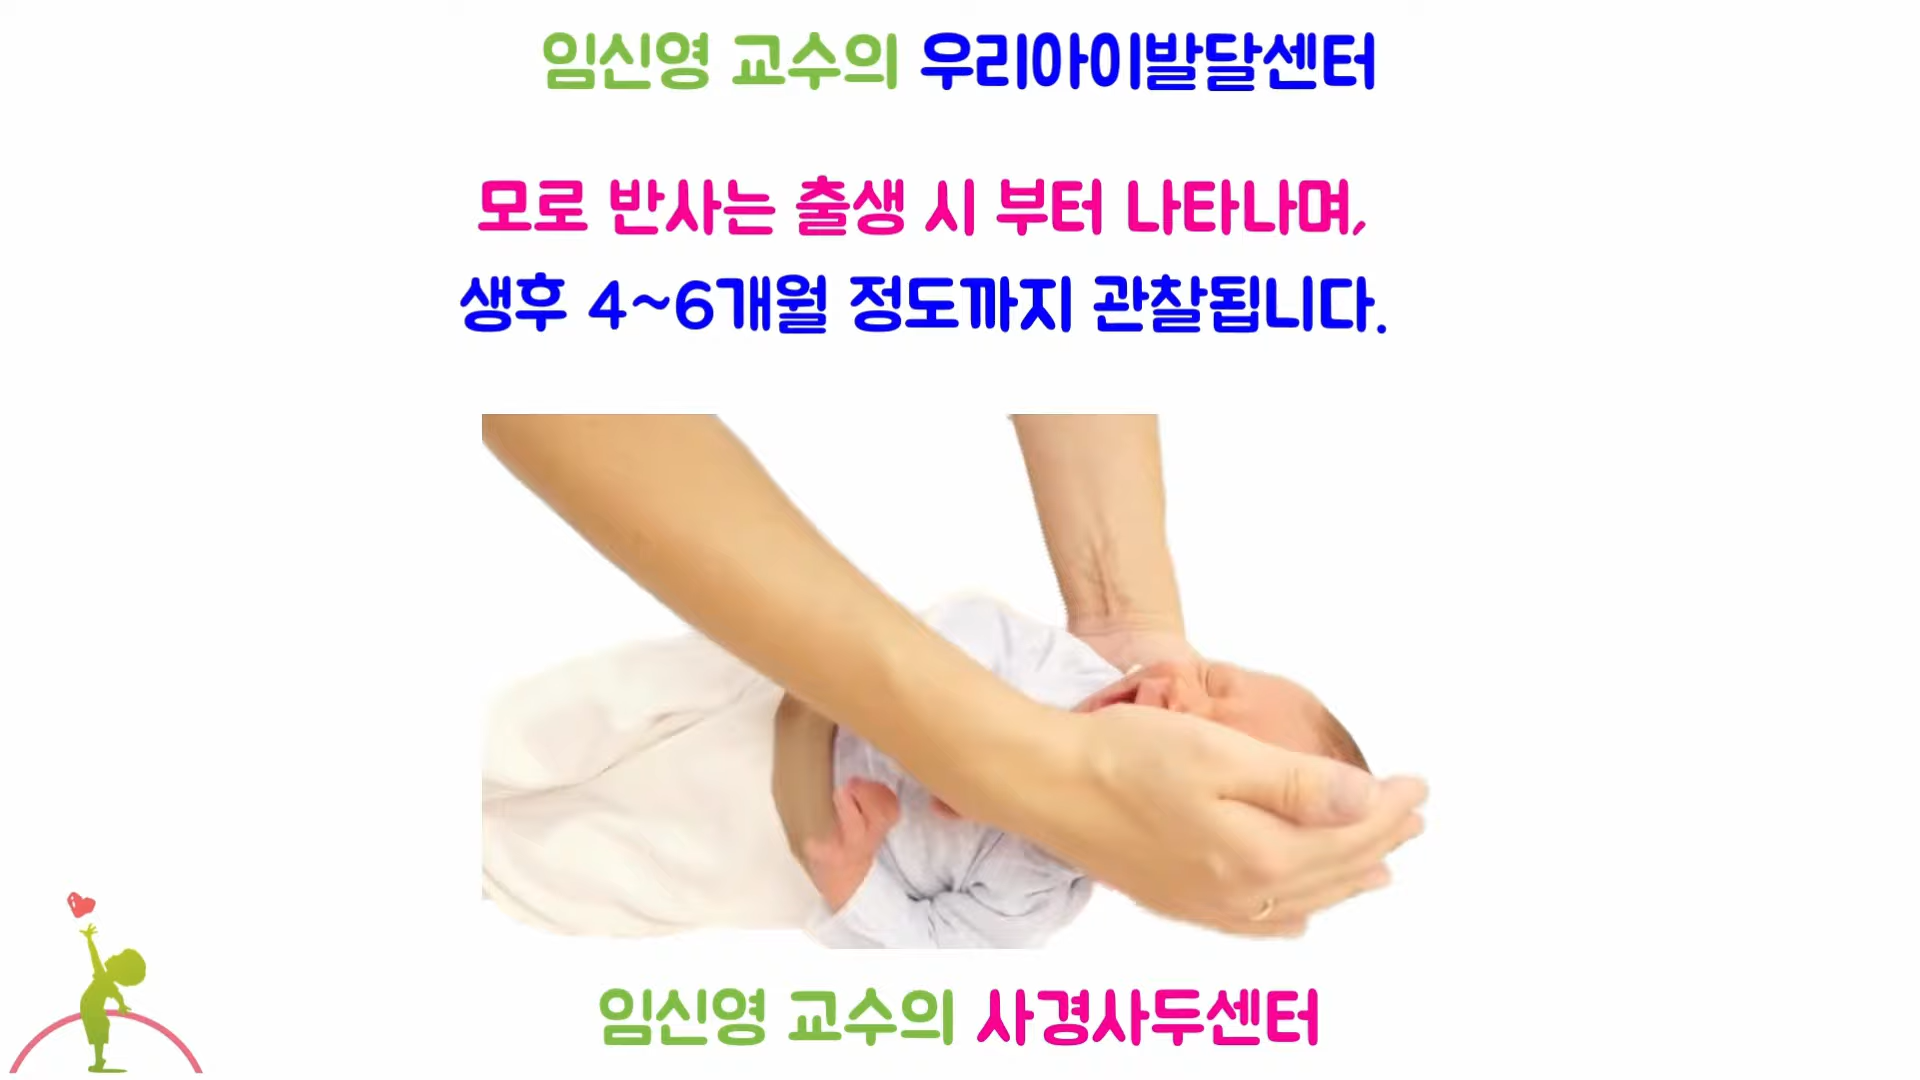 임신영 교수의 우리아이발달센터
모로 반사는 출생 시 부터 나타나며,
생후 4~6개월 정도까지 관찰됩니다.
임신영 교수의 사경사두센터